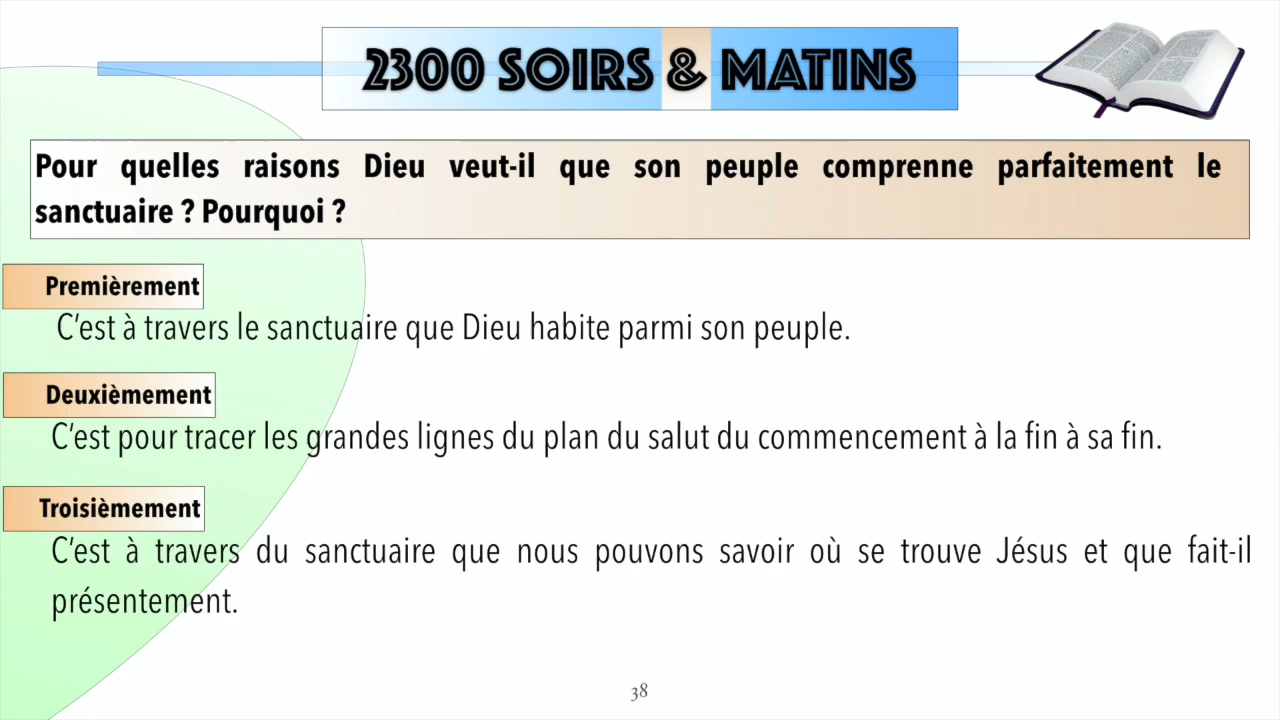 2300 SOIRS & MATINS
Pour quelles raisons Dieu veut-il que son peuple comprenne parfaitement le
sanctuaire ? Pourquoi ?
Premièrement
C’est à travers le sanctuaire que Dieu habite parmi son peuple.
Deuxièmement
C’est pour tracer les grandes lignes du plan du salut du commencement à la fin à sa fin.
Troisièmement
C’est à travers du sanctuaire que nous pouvons savoir où se trouve Jésus et que fait-il
présentement.
38